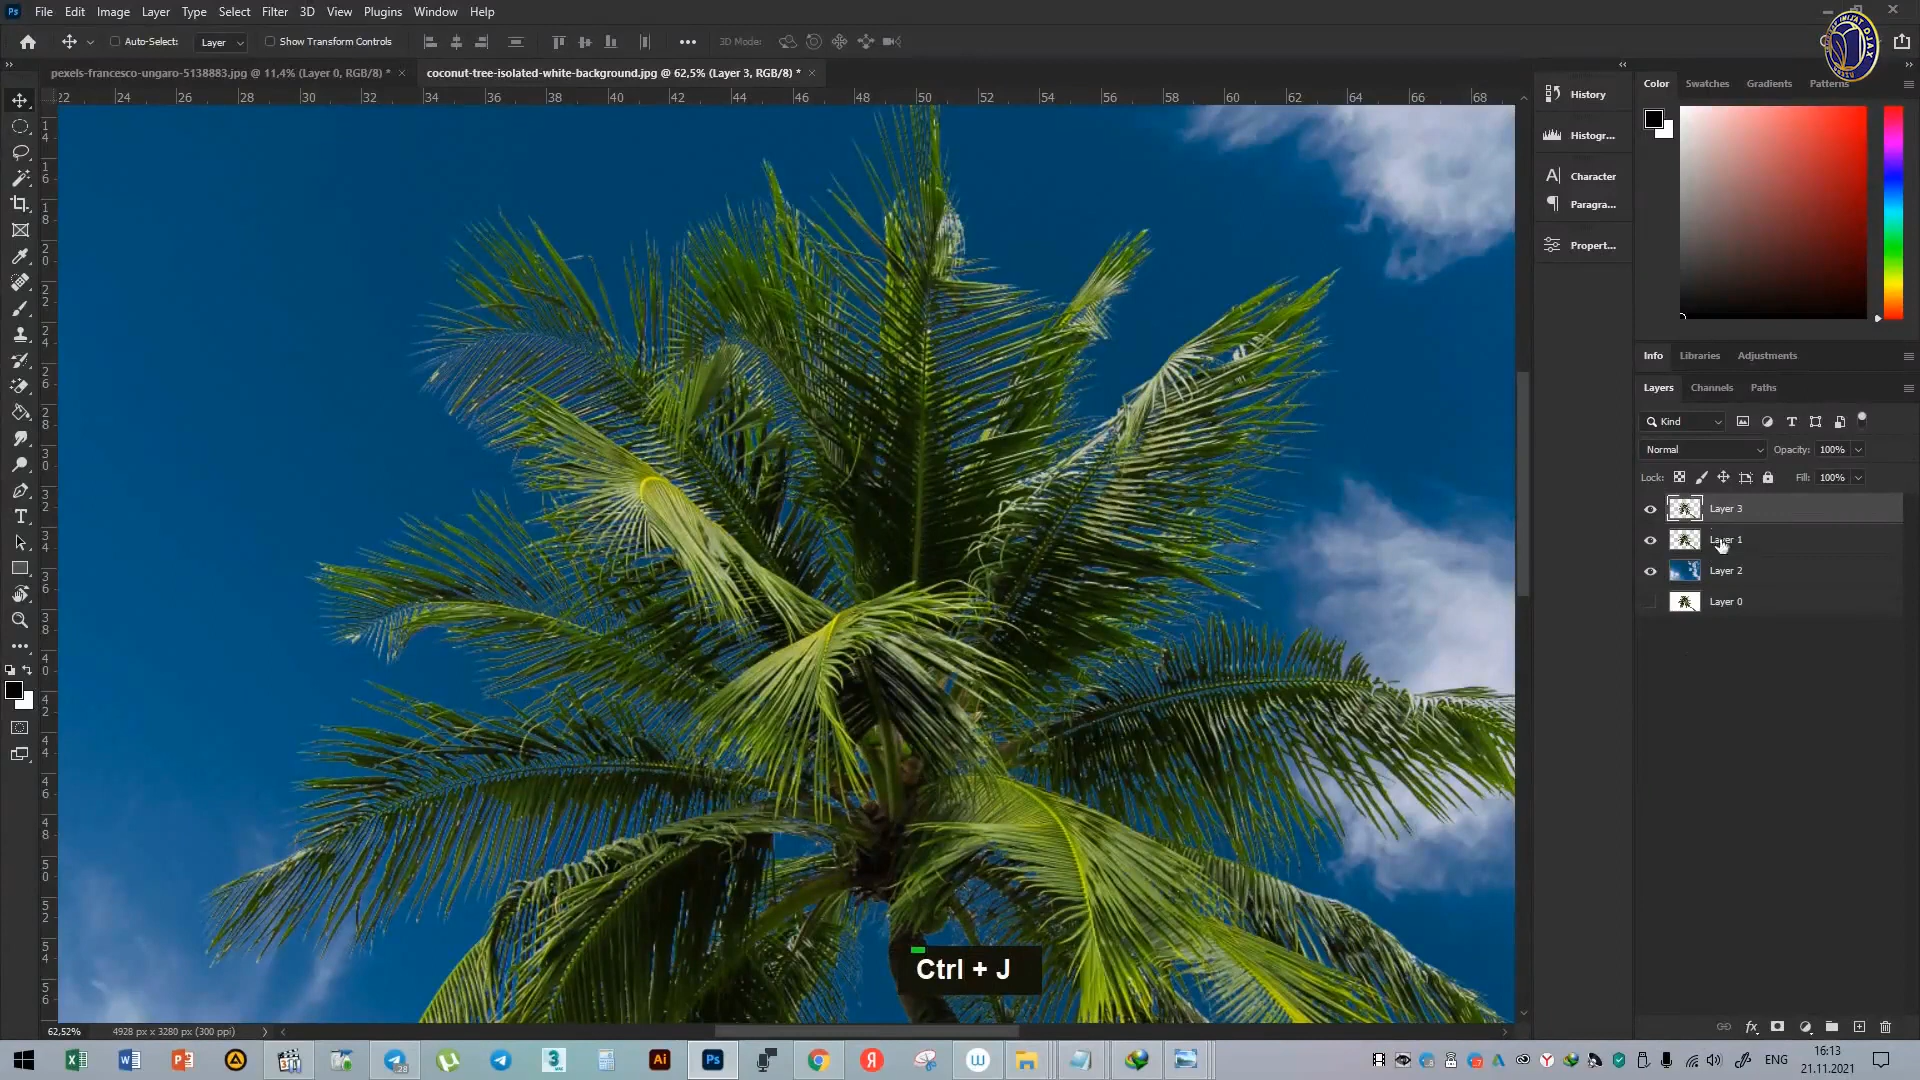 Ps File Edit Image Layer Type Select Filter 3D View Plugins Window Help
Auto-Select: Layer Show Transform Controls 3D Mode:
pexels-francesco-ungaro-5138883.jpg @ 11,4% (Layer 0, RGB/8) *
coconut-tree-isolated-white-background.jpg @ 62,5% (Layer 3, RGB/8) *
22 24 26 28 30 32 34 36 38 40 42 44 46 48 50 52 54 56 58 60 62 64 66 68
History
Histogr...
Character
Paragra...
Propert...
Color Swatches Gradients Patterns
Info Libraries Adjustments
Layers Channels Paths
Kind
Normal Opacity: 100%
Lock: Fill: 100%
Layer 3
Layer 1
Layer 2
Layer 0
Ctrl + J
62,52% 4928 px x 3280 px (300 ppi)
ENG
16:13
21.11.2021